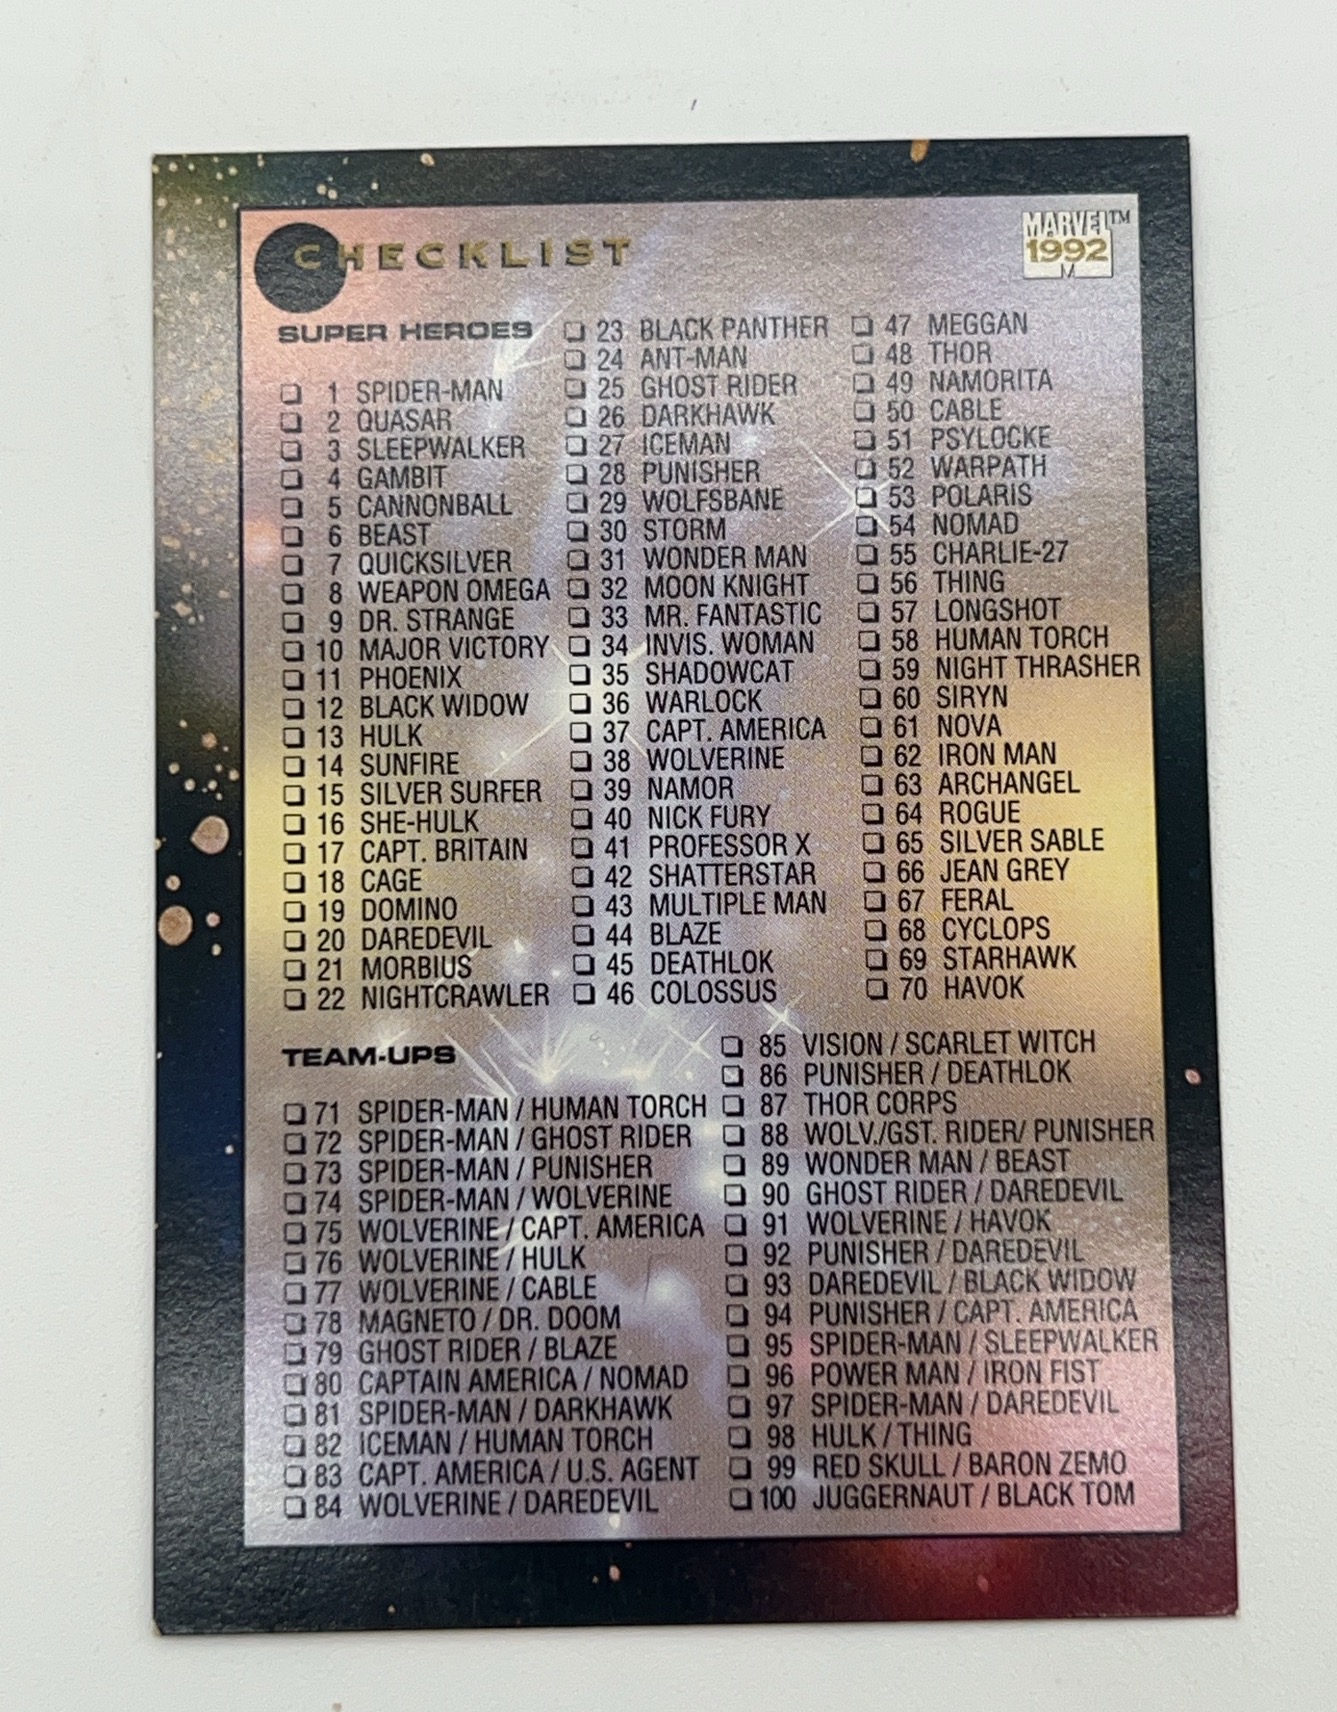 CHECKLIST
MARVEL™
1992
M
SUPER HEROES
1 SPIDER-MAN
2 QUASAR
3 SLEEPWALKER
4 GAMBIT
5 CANNONBALL
6 BEAST
7 QUICKSILVER
8 WEAPON OMEGA
9 DR. STRANGE
10 MAJOR VICTORY
11 PHOENIX
12 BLACK WIDOW
13 HULK
14 SUNFIRE
15 SILVER SURFER
16 SHE-HULK
17 CAPT. BRITAIN
18 CAGE
19 DOMINO
20 DAREDEVIL
21 MORBIUS
22 NIGHTCRAWLER
23 BLACK PANTHER
24 ANT-MAN
25 GHOST RIDER
26 DARKHAWK
27 ICEMAN
28 PUNISHER
29 WOLFSBANE
30 STORM
31 WONDER MAN
32 MOON KNIGHT
33 MR. FANTASTIC
34 INVIS. WOMAN
35 SHADOWCAT
36 WARLOCK
37 CAPT. AMERICA
38 WOLVERINE
39 NAMOR
40 NICK FURY
41 PROFESSOR X
42 SHATTERSTAR
43 MULTIPLE MAN
44 BLAZE
45 DEATHLOK
46 COLOSSUS
47 MEGGAN
48 THOR
49 NAMORITA
50 CABLE
51 PSYLOCKE
52 WARPATH
53 POLARIS
54 NOMAD
55 CHARLIE-27
56 THING
57 LONGSHOT
58 HUMAN TORCH
59 NIGHT THRASHER
60 SIRYN
61 NOVA
62 IRON MAN
63 ARCHANGEL
64 ROGUE
65 SILVER SABLE
66 JEAN GREY
67 FERAL
68 CYCLOPS
69 STARHAWK
70 HAVOK
TEAM-UPS
71 SPIDER-MAN / HUMAN TORCH
72 SPIDER-MAN / GHOST RIDER
73 SPIDER-MAN / PUNISHER
74 SPIDER-MAN / WOLVERINE
75 WOLVERINE / CAPT. AMERICA
76 WOLVERINE / HULK
77 WOLVERINE / CABLE
78 MAGNETO / DR. DOOM
79 GHOST RIDER / BLAZE
80 CAPTAIN AMERICA / NOMAD
81 SPIDER-MAN / DARKHAWK
82 ICEMAN / HUMAN TORCH
83 CAPT. AMERICA / U.S. AGENT
84 WOLVERINE / DAREDEVIL
85 VISION / SCARLET WITCH
86 PUNISHER / DEATHLOK
87 THOR CORPS
88 WOLV./GST. RIDER/ PUNISHER
89 WONDER MAN / BEAST
90 GHOST RIDER / DAREDEVIL
91 WOLVERINE / HAVOK
92 PUNISHER / DAREDEVIL
93 DAREDEVIL / BLACK WIDOW
94 PUNISHER / CAPT. AMERICA
95 SPIDER-MAN / SLEEPWALKER
96 POWER MAN / IRON FIST
97 SPIDER-MAN / DAREDEVIL
98 HULK / THING
99 RED SKULL / BARON ZEMO
100 JUGGERNAUT / BLACK TOM